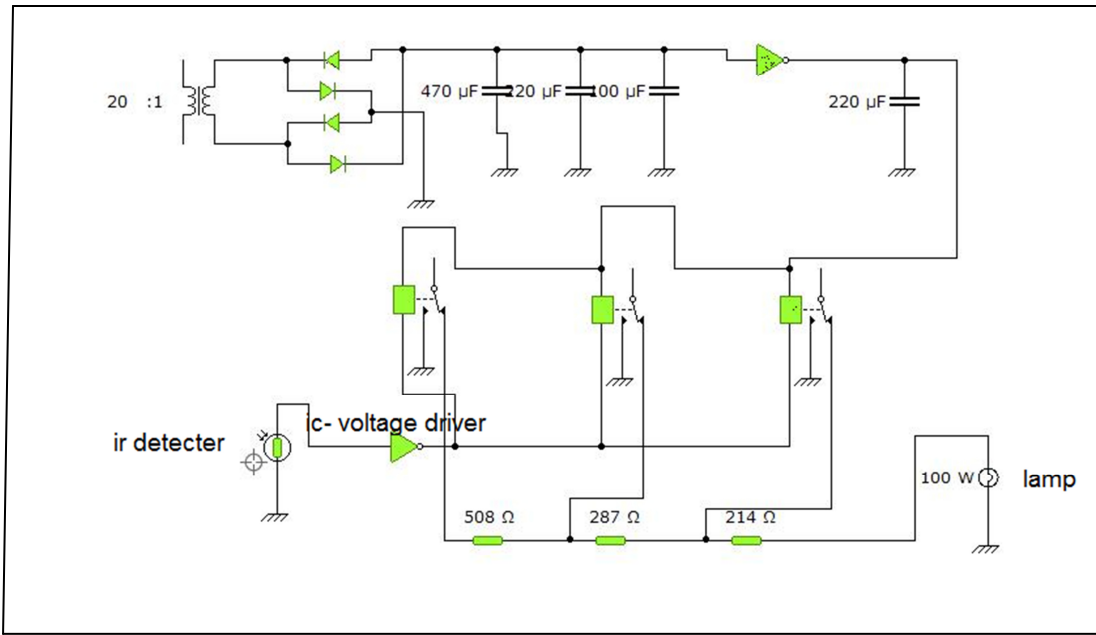 20 :1
470 µF
220 µF
100 µF
220 µF
ic- voltage driver
ir detecter
100 W
lamp
508 Ω
287 Ω
214 Ω